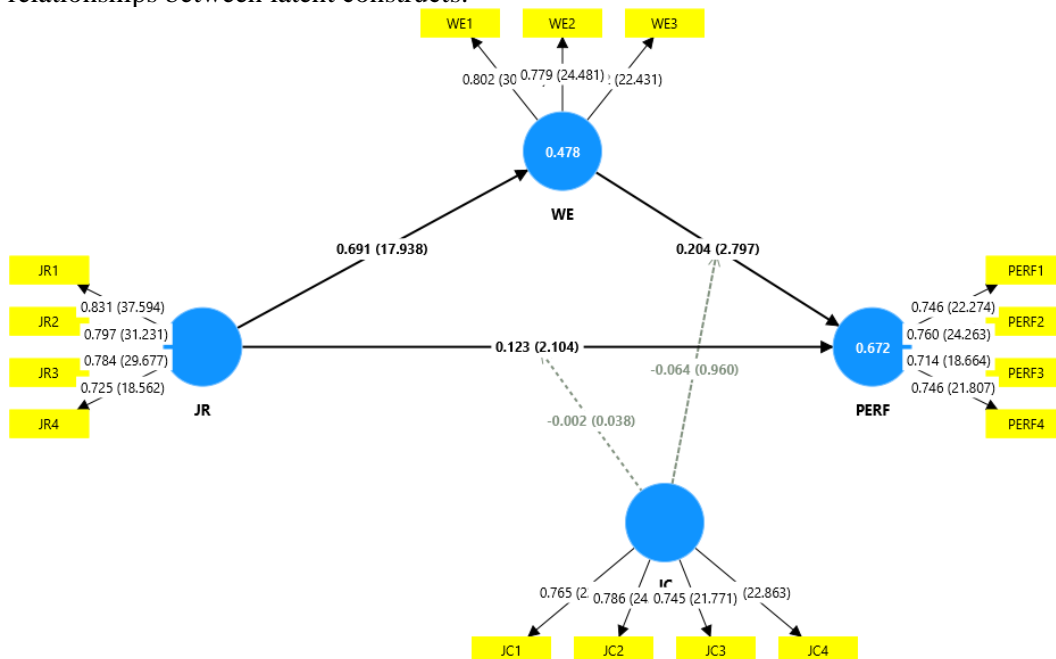 relationships between latent constructs.
WE1 WE2 WE3
0.802 (30 0.779 (24.481) (22.431)
0.478
WE
0.691 (17.938) 0.204 (2.797)
JR1
0.831 (37.594)
JR2
0.797 (31.231)
JR3
0.784 (29.677)
0.725 (18.562)
JR4
JR
0.123 (2.104)
-0.064 (0.960)
-0.002 (0.038)
0.672
PERF
PERF1
0.746 (22.274)
PERF2
0.760 (24.263)
0.714 (18.664)
PERF3
0.746 (21.807)
PERF4
JC
0.765 (2 0.786 (24 0.745 (21.771) (22.863)
JC1 JC2 JC3 JC4